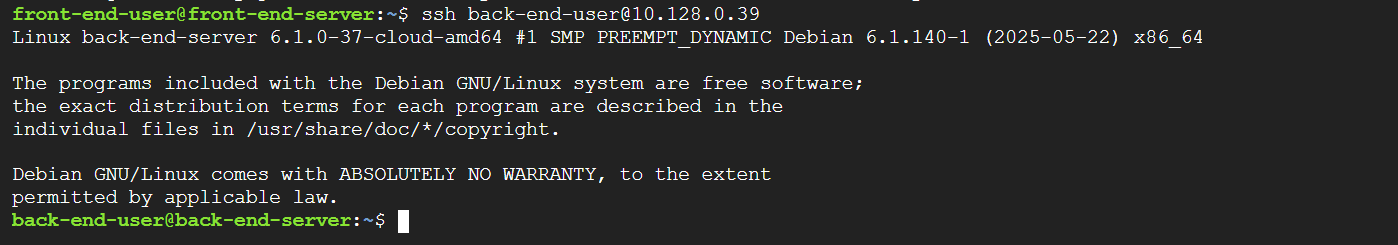 front-end-user@front-end-server:~$ ssh back-end-user@10.128.0.39
Linux back-end-server 6.1.0-37-cloud-amd64 #1 SMP PREEMPT_DYNAMIC Debian 6.1.140-1 (2025-05-22) x86_64
The programs included with the Debian GNU/Linux system are free software;
the exact distribution terms for each program are described in the
individual files in /usr/share/doc/*/copyright.
Debian GNU/Linux comes with ABSOLUTELY NO WARRANTY, to the extent
permitted by applicable law.
back-end-user@back-end-server:~$